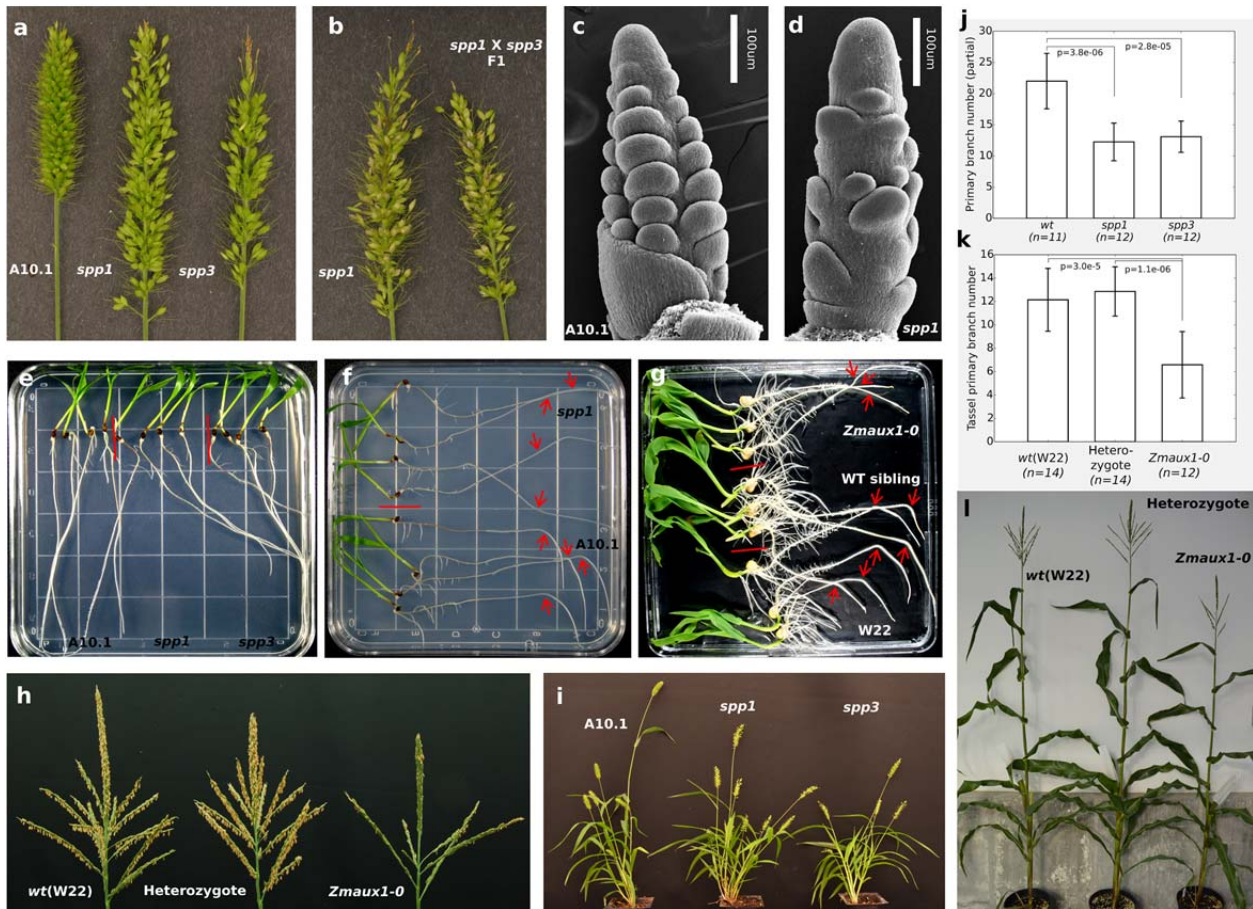 a
A10.1
spp1
spp3
b
spp1 X spp3
F1
spp1
c
100um
A10.1
d
100um
spp1
j
Primary branch number (partial)
30
25
20
15
10
5
0
p=3.8e-06
p=2.8e-05
wt
(n=11)
spp1
(n=12)
spp3
(n=12)
k
Tassel primary branch number
16
14
12
10
8
6
4
2
0
p=3.0e-5
p=1.1e-06
wt(W22)
(n=14)
Hetero-
zygote
(n=14)
Zmaux1-0
(n=12)
e
A10.1
spp1
spp3
f
spp1
A10.1
g
Zmaux1-0
WT sibling
W22
l
Heterozygote
wt(W22)
Zmaux1-0
h
wt(W22)
Heterozygote
Zmaux1-0
i
A10.1
spp1
spp3